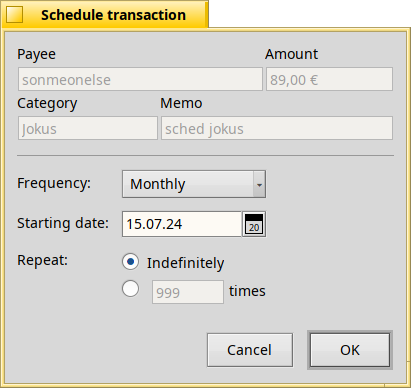 Schedule transaction
Payee Amount
sonmeonelse 89,00 €
Category Memo
Jokus sched jokus
Frequency: Monthly
Starting date: 15.07.24 20
Repeat: Indefinitely
999 times
Cancel OK